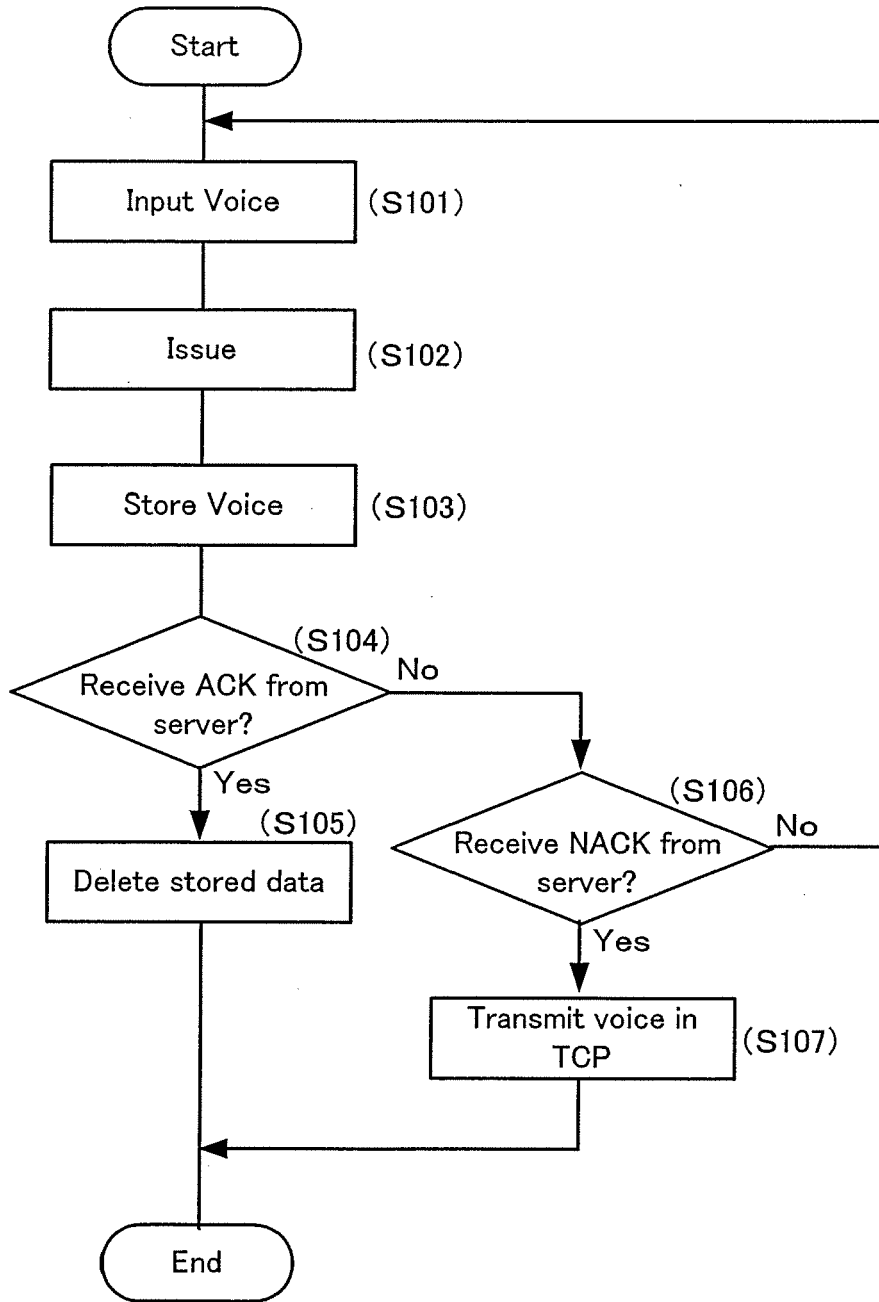 Start
Input Voice
(S101)
Issue
(S102)
Store Voice
(S103)
(S104)
Receive ACK from
server?
No
Yes
(S105)
Delete stored data
(S106)
Receive NACK from
server?
No
Yes
Transmit voice in
TCP
(S107)
End